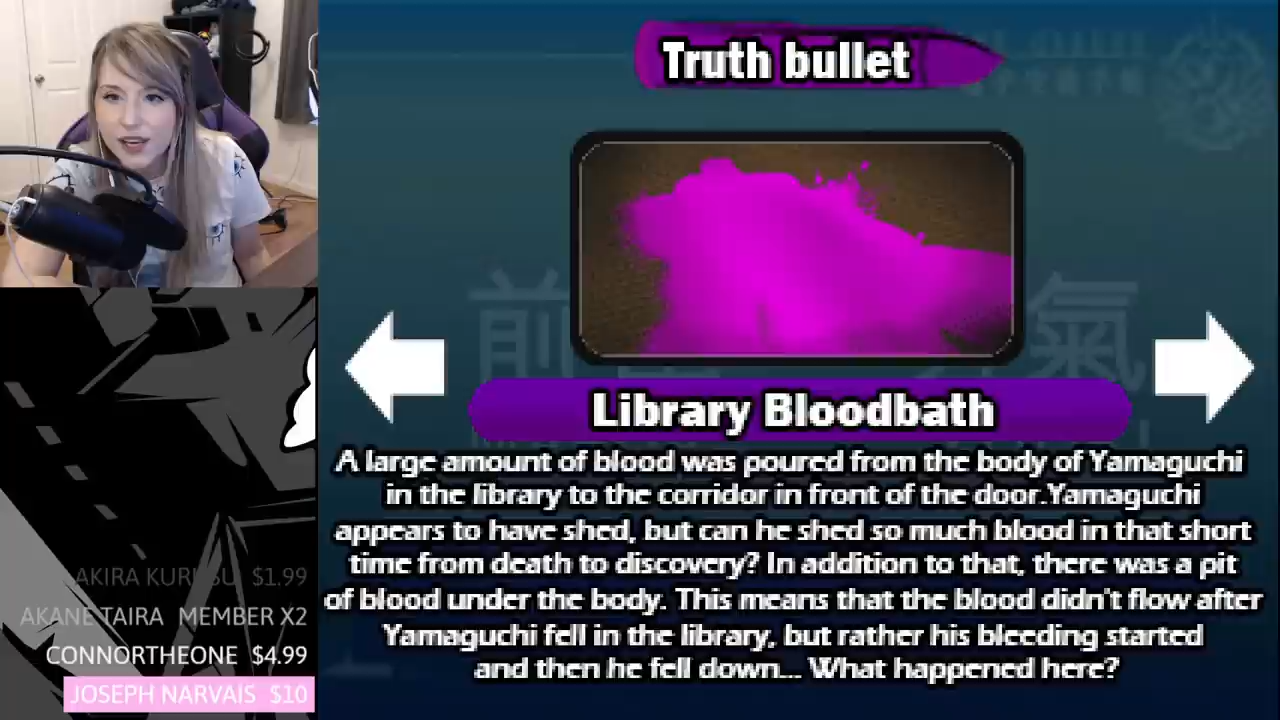 Truth bullet
Library Bloodbath
A large amount of blood was poured from the body of Yamaguchi
in the library to the corridor in front of the door.Yamaguchi
appears to have shed, but can he shed so much blood in that short
time from death to discovery? In addition to that, there was a pit
of blood under the body. This means that the blood didn't flow after
Yamaguchi fell in the library, but rather his bleeding started
and then he fell down... What happened here?
AKIRA KURUSU $1.99
AKANE TAIRA MEMBER X2
CONNORTHEONE $4.99
JOSEPH NARVAIS $10